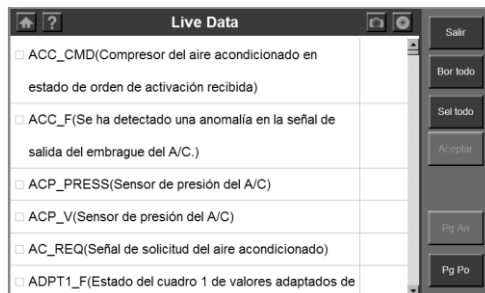 ?
Live Data
Salir
ACC_CMD(Compresor del aire acondicionado en
estado de orden de activación recibida)
Bor todo
ACC_F(Se ha detectado una anomalía en la señal de
salida del embrague del A/C.)
Sel todo
Aceptar
ACP_PRESS(Sensor de presión del A/C)
ACP_V(Sensor de presión del A/C)
AC_REQ(Señal de solicitud del aire acondicionado)
Pg An
ADPT1_F(Estado del cuadro 1 de valores adaptados de
Pg Po